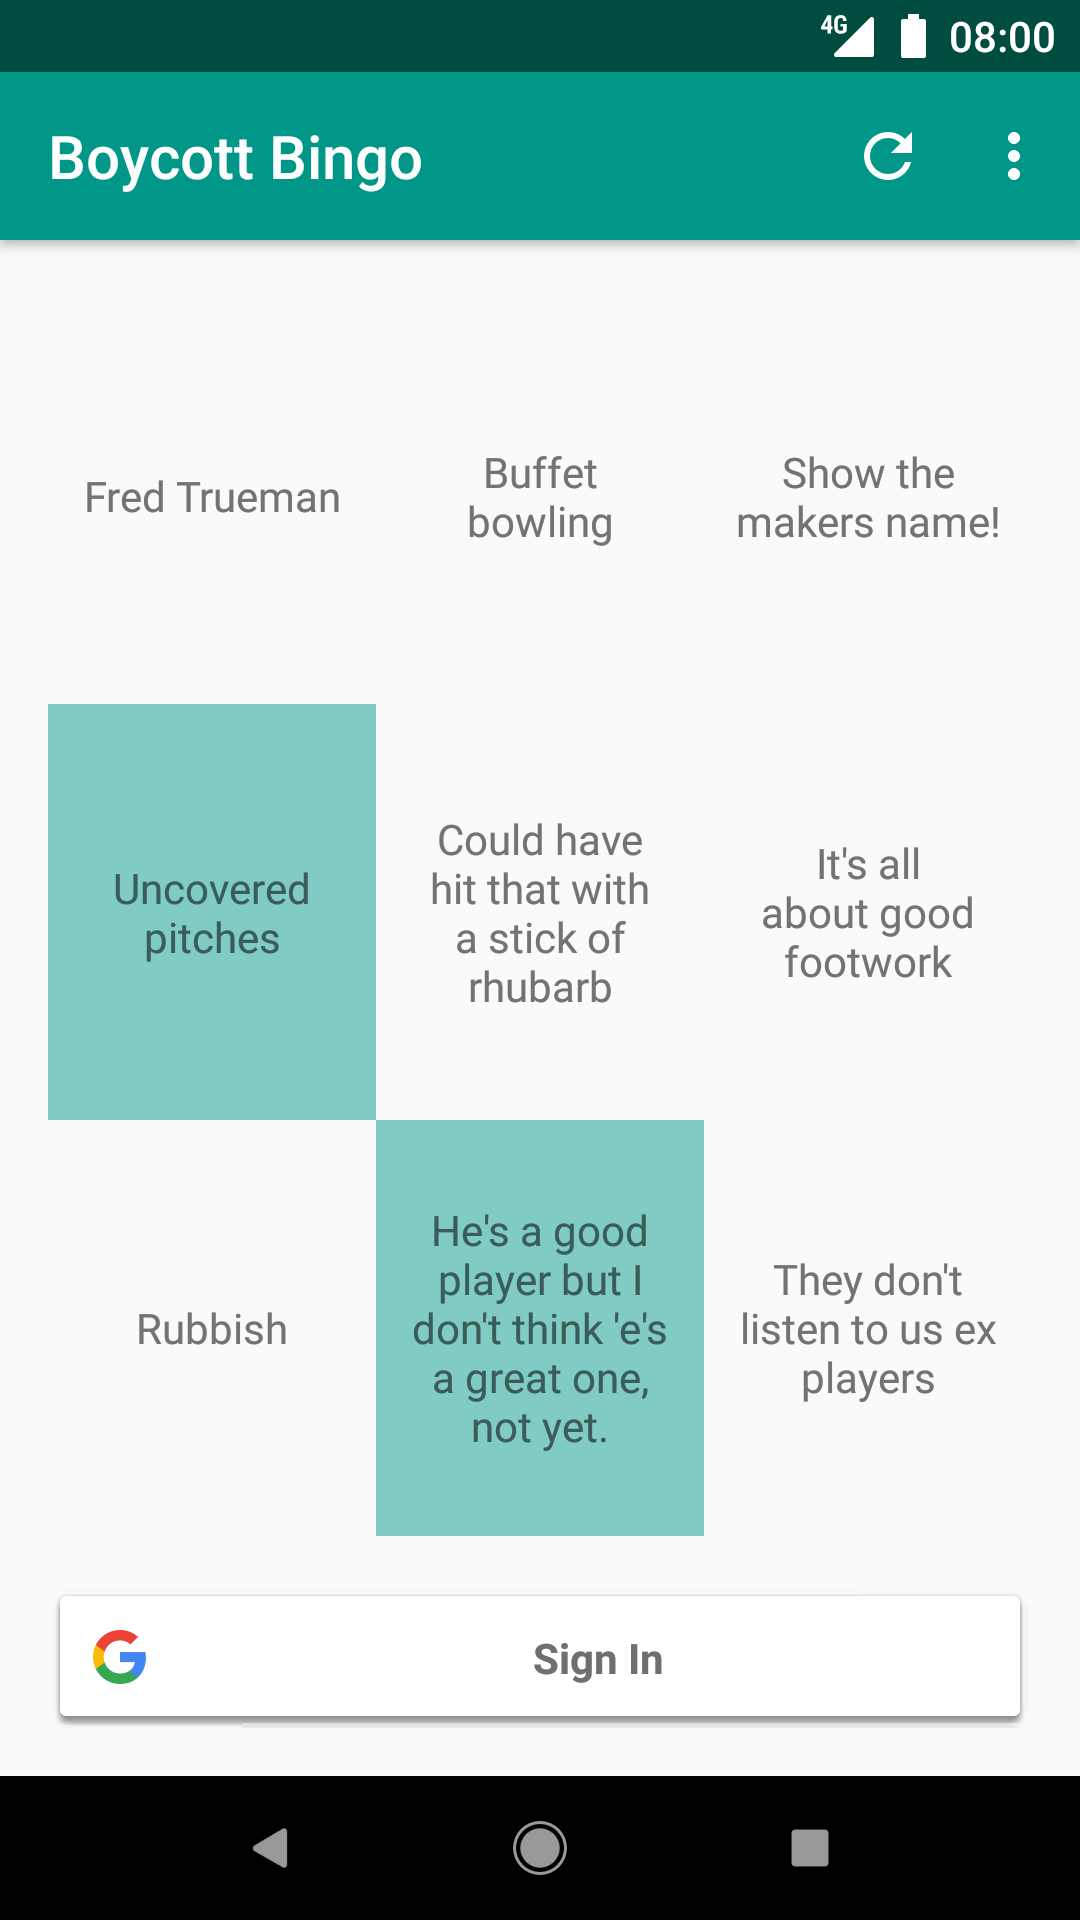 4G 08:00
Boycott Bingo
Fred Trueman
Buffet
bowling
Show the
makers name!
Uncovered
pitches
Could have
hit that with
a stick of
rhubarb
It's all
about good
footwork
Rubbish
He's a good
player but I
don't think 'e's
a great one,
not yet.
They don't
listen to us ex
players
Sign In